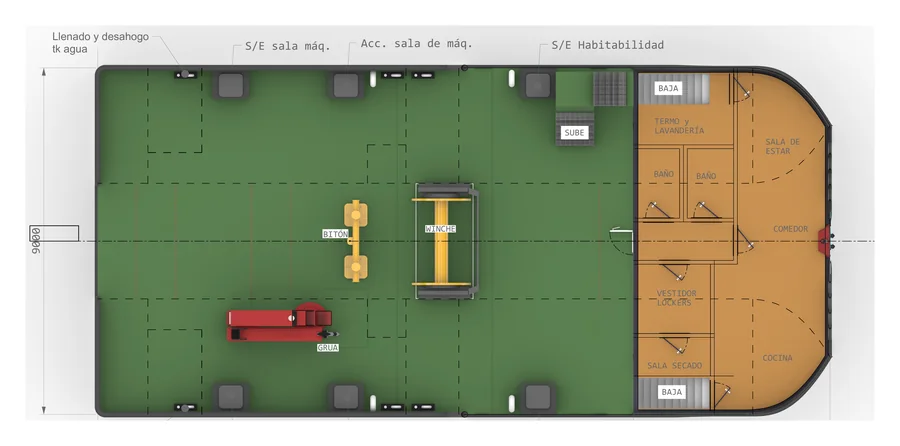 Llenado y desahogo
tk agua
S/E sala máq.
Acc. sala de máq.
S/E Habitabilidad
BAJA
SUBE
TERMO y
LAVANDERÍA
SALA DE
ESTAR
BAÑO
BAÑO
9000
BITÓN
WINCHE
COMEDOR
VESTIDOR
LOCKERS
GRUA
SALA SECADO
COCINA
BAJA